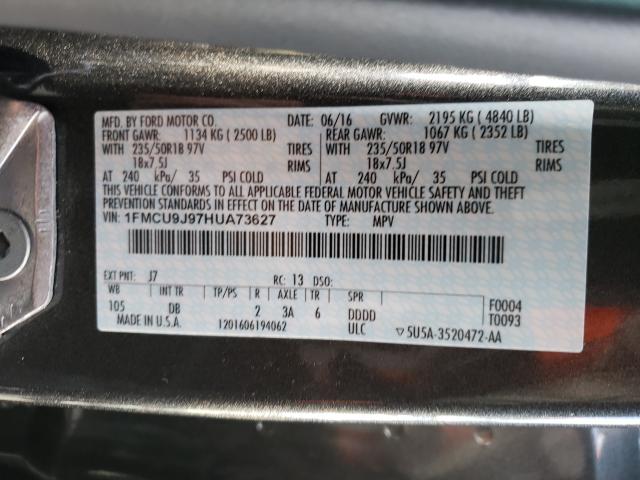 MFD. BY FORD MOTOR CO. DATE: 06/16 GVWR: 2195 KG ( 4840 LB)
FRONT GAWR: 1134 KG ( 2500 LB) REAR GAWR: 1067 KG ( 2352 LB)
WITH 235/50R18 97V TIRES WITH 235/50R18 97V TIRES
18x7.5J RIMS 18x7.5J RIMS
AT 240 kPa/ 35 PSI COLD AT 240 kPa/ 35 PSI COLD
THIS VEHICLE CONFORMS TO ALL APPLICABLE FEDERAL MOTOR VEHICLE SAFETY AND THEFT
PREVENTION STANDARDS IN EFFECT ON THE DATE OF MANUFACTURE SHOWN ABOVE.
VIN: 1FMCU9J97HUA73627 TYPE: MPV
EXT PNT: J7 RC: 13 DSO:
WB INT TR TP/PS R AXLE TR SPR F0004
105 DB 2 3A 6 DDDD T0093
MADE IN U.S.A. 1201606194062 ULC ▽5U5A-3520472-AA